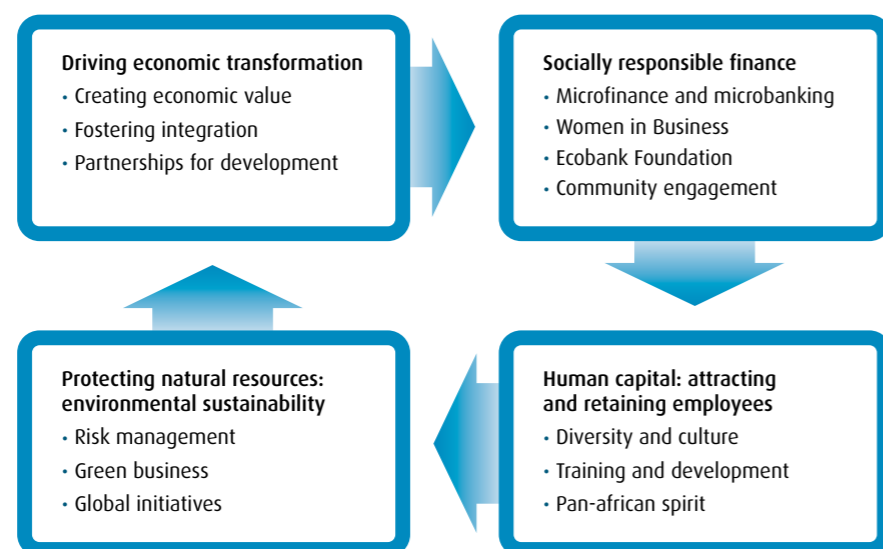 Driving economic transformation
• Creating economic value
• Fostering integration
• Partnerships for development
Socially responsible finance
• Microfinance and microbanking
• Women in Business
• Ecobank Foundation
• Community engagement
Protecting natural resources:
environmental sustainability
• Risk management
• Green business
• Global initiatives
Human capital: attracting
and retaining employees
• Diversity and culture
• Training and development
• Pan-african spirit